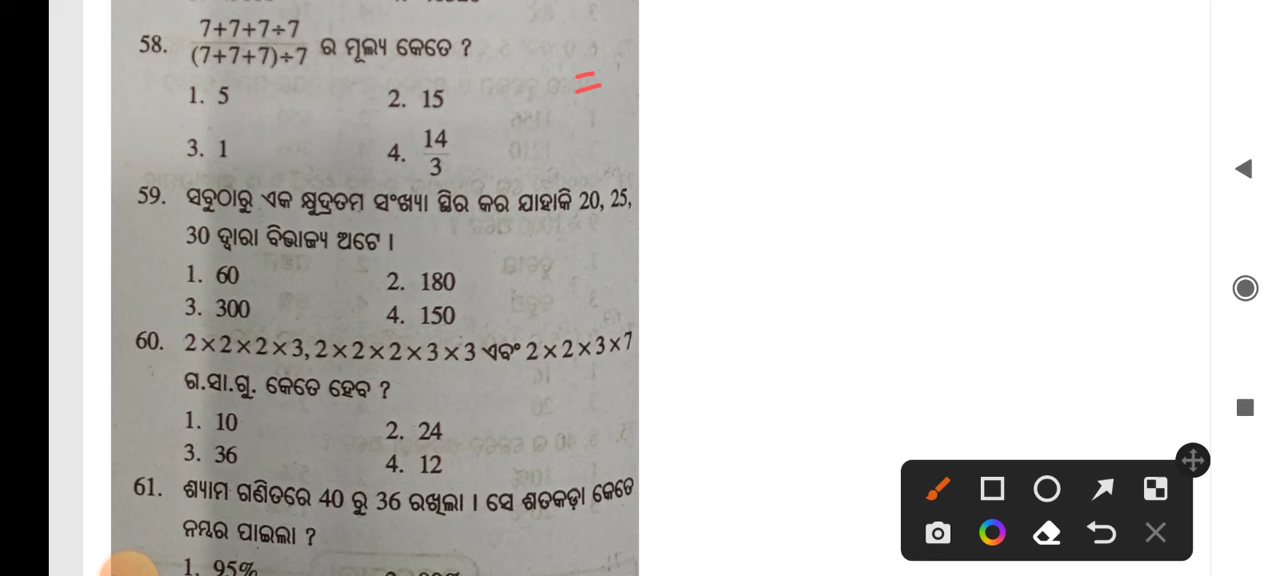 58. 7+7+7÷7 / (7+7+7)÷7 ର ମୂଲ୍ୟ କେତେ ?
1. 5 2. 15
3. 1 4. 14/3
59. ସବୁଠାରୁ ଏକ କ୍ଷୁଦ୍ରତମ ସଂଖ୍ୟା ସ୍ଥିର କର ଯାହାକି 20, 25,
30 ଦ୍ୱାରା ବିଭାଜ୍ୟ ଅଟେ ।
1. 60 2. 180
3. 300 4. 150
60. 2×2×2×3, 2×2×2×3×3 ଏବଂ 2×2×3×7
ଗ.ସା.ଗୁ. କେତେ ହେବ ?
1. 10 2. 24
3. 36 4. 12
61. ଶ୍ୟାମ ଗଣିତରେ 40 ରୁ 36 ରଖିଲା । ସେ ଶତକଡ଼ା କେତେ
ନମ୍ବର ପାଇଲା ?
1. 95%